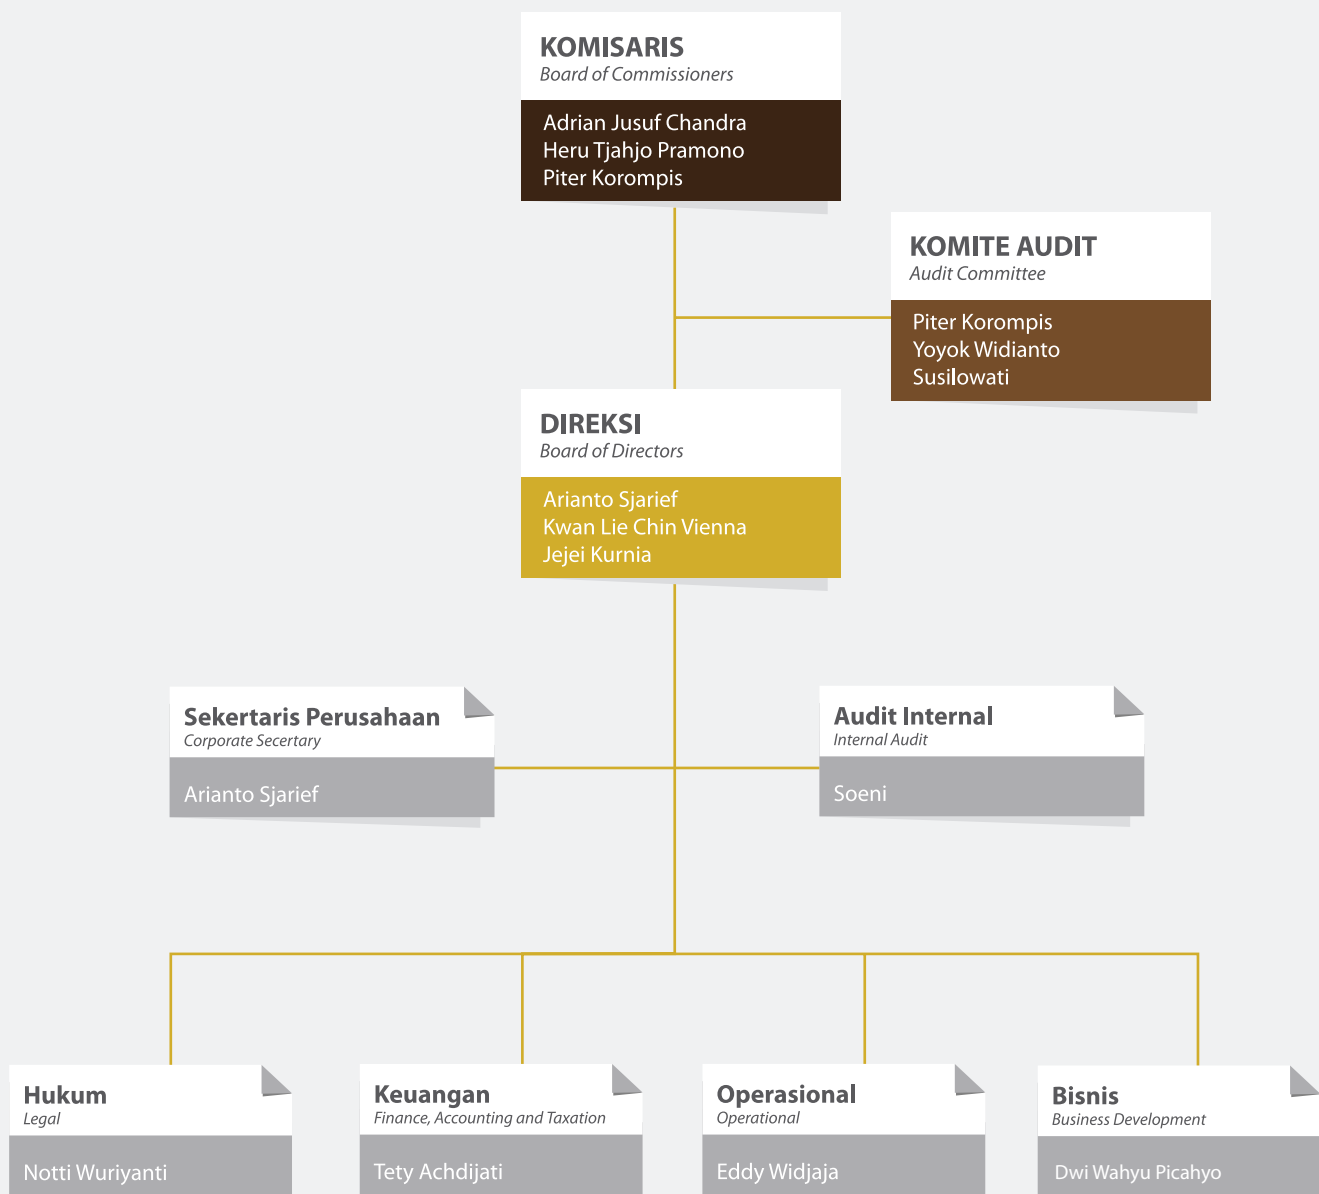 KOMISARIS
Board of Commissioners
Adrian Jusuf Chandra
Heru Tjahjo Pramono
Piter Korompis
KOMITE AUDIT
Audit Committee
Piter Korompis
Yoyok Widianto
Susilowati
DIREKSI
Board of Directors
Arianto Sjarief
Kwan Lie Chin Vienna
Jejei Kurnia
Sekertaris Perusahaan
Corporate Secertary
Arianto Sjarief
Audit Internal
Internal Audit
Soeni
Hukum
Legal
Notti Wuriyanti
Keuangan
Finance, Accounting and Taxation
Tety Achdijati
Operasional
Operational
Eddy Widjaja
Bisnis
Business Development
Dwi Wahyu Picahyo